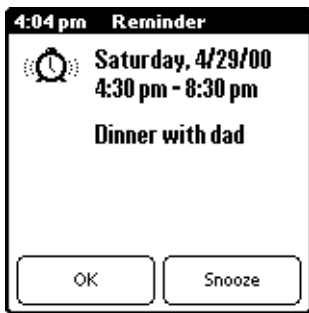 4:04 pm Reminder
Saturday, 4/29/00
4:30 pm - 8:30 pm
Dinner with dad
OK Snooze